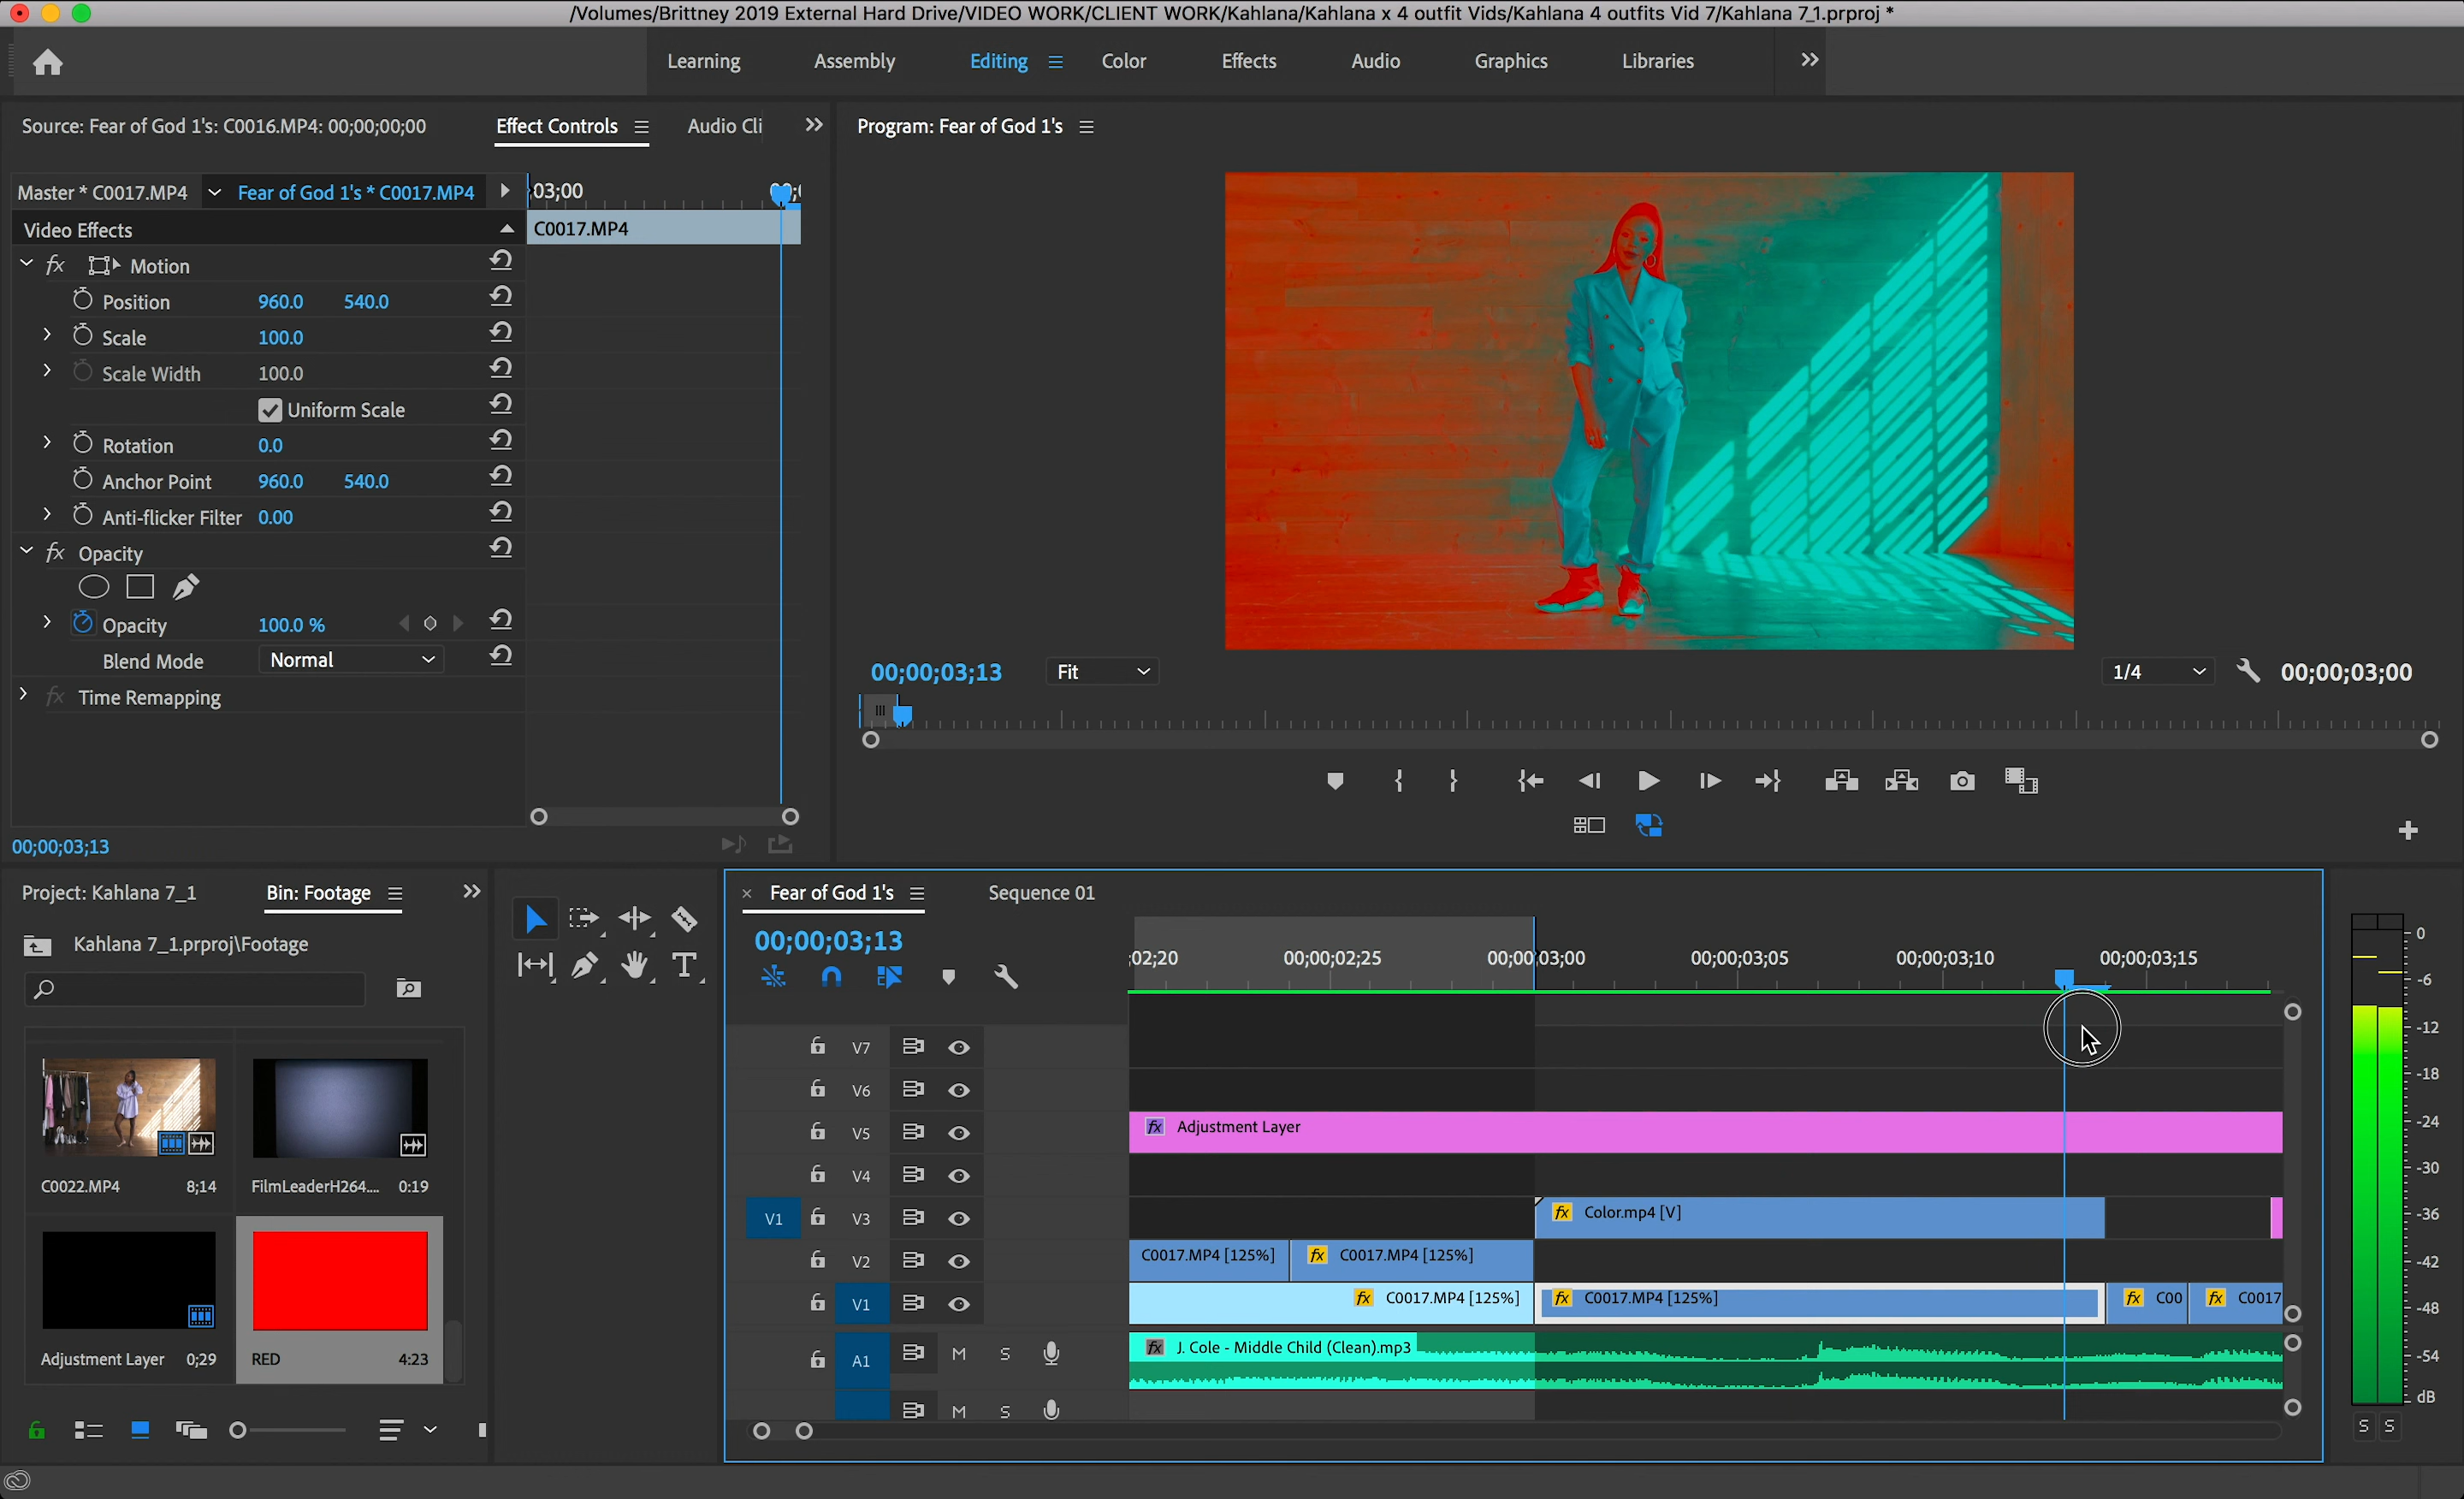 /Volumes/Brittney 2019 External Hard Drive/VIDEO WORK/CLIENT WORK/Kahlana/Kahlana x 4 outfit Vids/Kahlana 4 outfits Vid 7/Kahlana 7_1.prproj *
Learning Assembly Editing Color Effects Audio Graphics Libraries
Source: Fear of God 1's: C0016.MP4: 00;00;00;00 Effect Controls Audio Cli
Program: Fear of God 1's
Master * C0017.MP4 Fear of God 1's * C0017.MP4 03;00
Video Effects C0017.MP4
fx Motion
Position 960.0 540.0
Scale 100.0
Scale Width 100.0
Uniform Scale
Rotation 0.0
Anchor Point 960.0 540.0
Anti-flicker Filter 0.00
fx Opacity
Opacity 100.0 %
Blend Mode Normal
fx Time Remapping
00;00;03;13
00;00;03;13 Fit 1/4 00;00;03;00
Project: Kahlana 7_1 Bin: Footage
Kahlana 7_1.prproj\Footage
C0022.MP4 8;14
FilmLeaderH264.... 0:19
Adjustment Layer 0;29
RED 4:23
Fear of God 1's Sequence 01
00;00;03;13
;02;20 00;00;02;25 00;00;03;00 00;00;03;05 00;00;03;10 00;00;03;15
V7
V6
V5 fx Adjustment Layer
V4
V1 V3 fx Color.mp4 [V]
V2 C0017.MP4 [125%] fx C0017.MP4 [125%]
V1 fx C0017.MP4 [125%] fx C0017.MP4 [125%] fx C00 fx C0017
A1 M S fx J. Cole - Middle Child (Clean).mp3
M S
0
-6
-12
-18
-24
-30
-36
-42
-48
-54
dB
S S